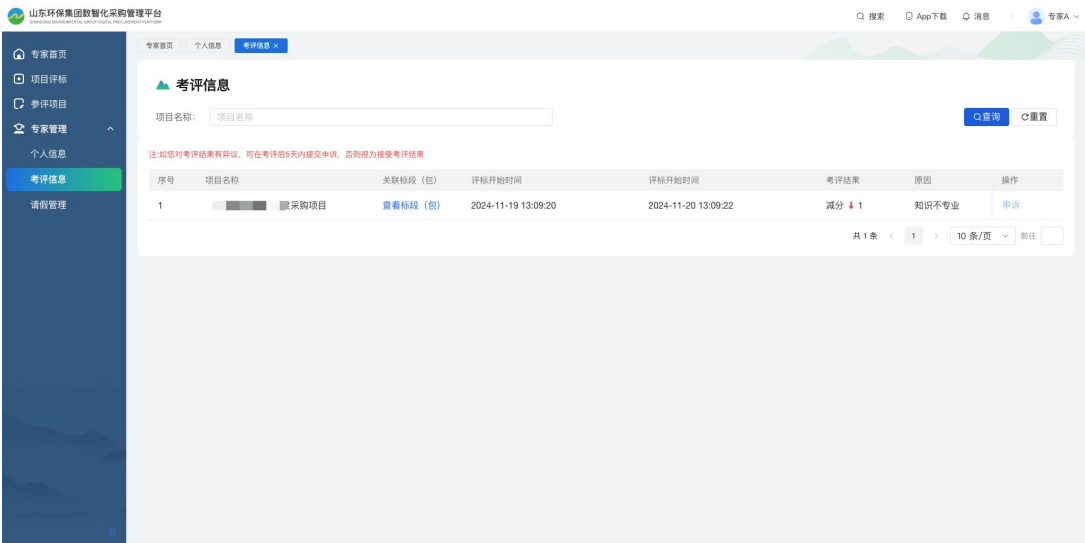 山东环保集团数智化采购管理平台
SHANDONG ENVIRONMENTAL GROUP DIGITAL PROCUREMENT PLATFORM
搜索 App下载 消息 专家A
专家首页 个人信息 考评信息 ×
专家首页
项目评标
参评项目
专家管理
个人信息
考评信息
请假管理
考评信息
项目名称: 项目名称 查询 重置
注:如您对考评结果有异议, 可在考评后5天内提交申诉, 否则视为接受考评结果
序号 项目名称 关联标段 (包) 评标开始时间 评标开始时间 考评结果 原因 操作
1 采购项目 查看标段 (包) 2024-11-19 13:09:20 2024-11-20 13:09:22 减分 ↓ 1 知识不专业 申诉
共 1 条 < 1 > 10 条/页 前往